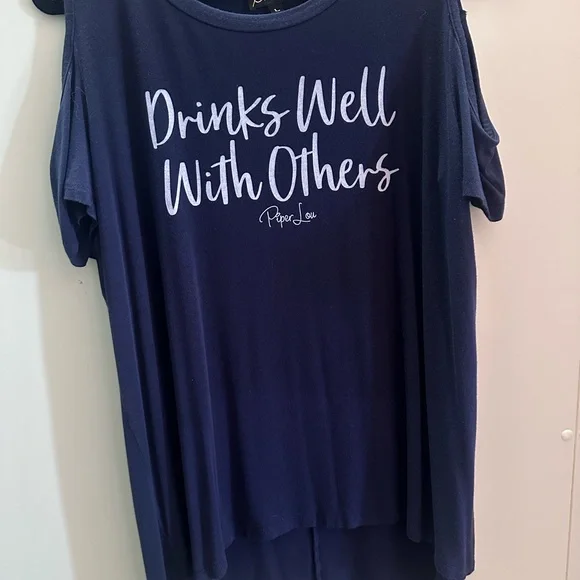 Drinks Well
With Others
Piper Lou